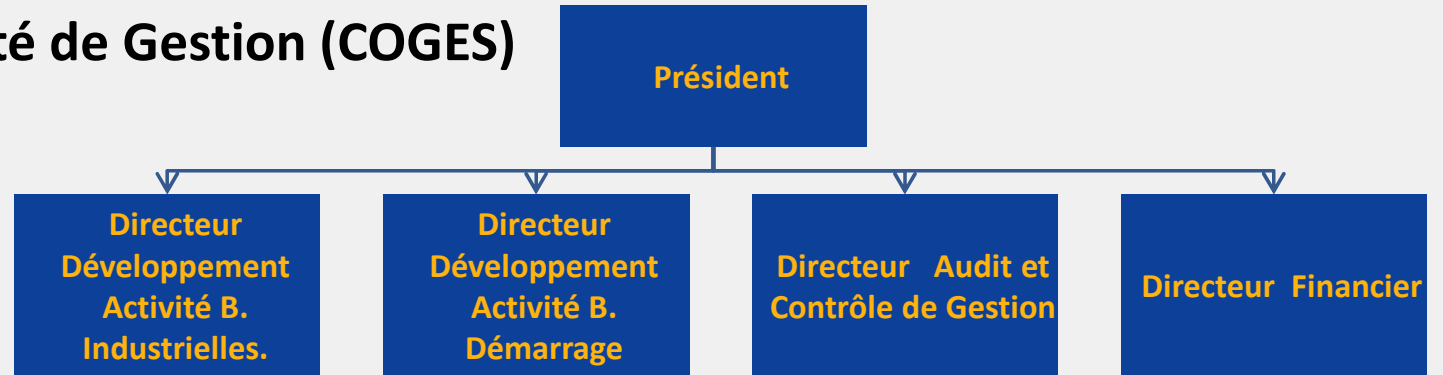 té de Gestion (COGES)
Président
Directeur
Développement
Activité B.
Industrielles.
Directeur
Développement
Activité B.
Démarrage
Directeur Audit et
Contrôle de Gestion
Directeur Financier